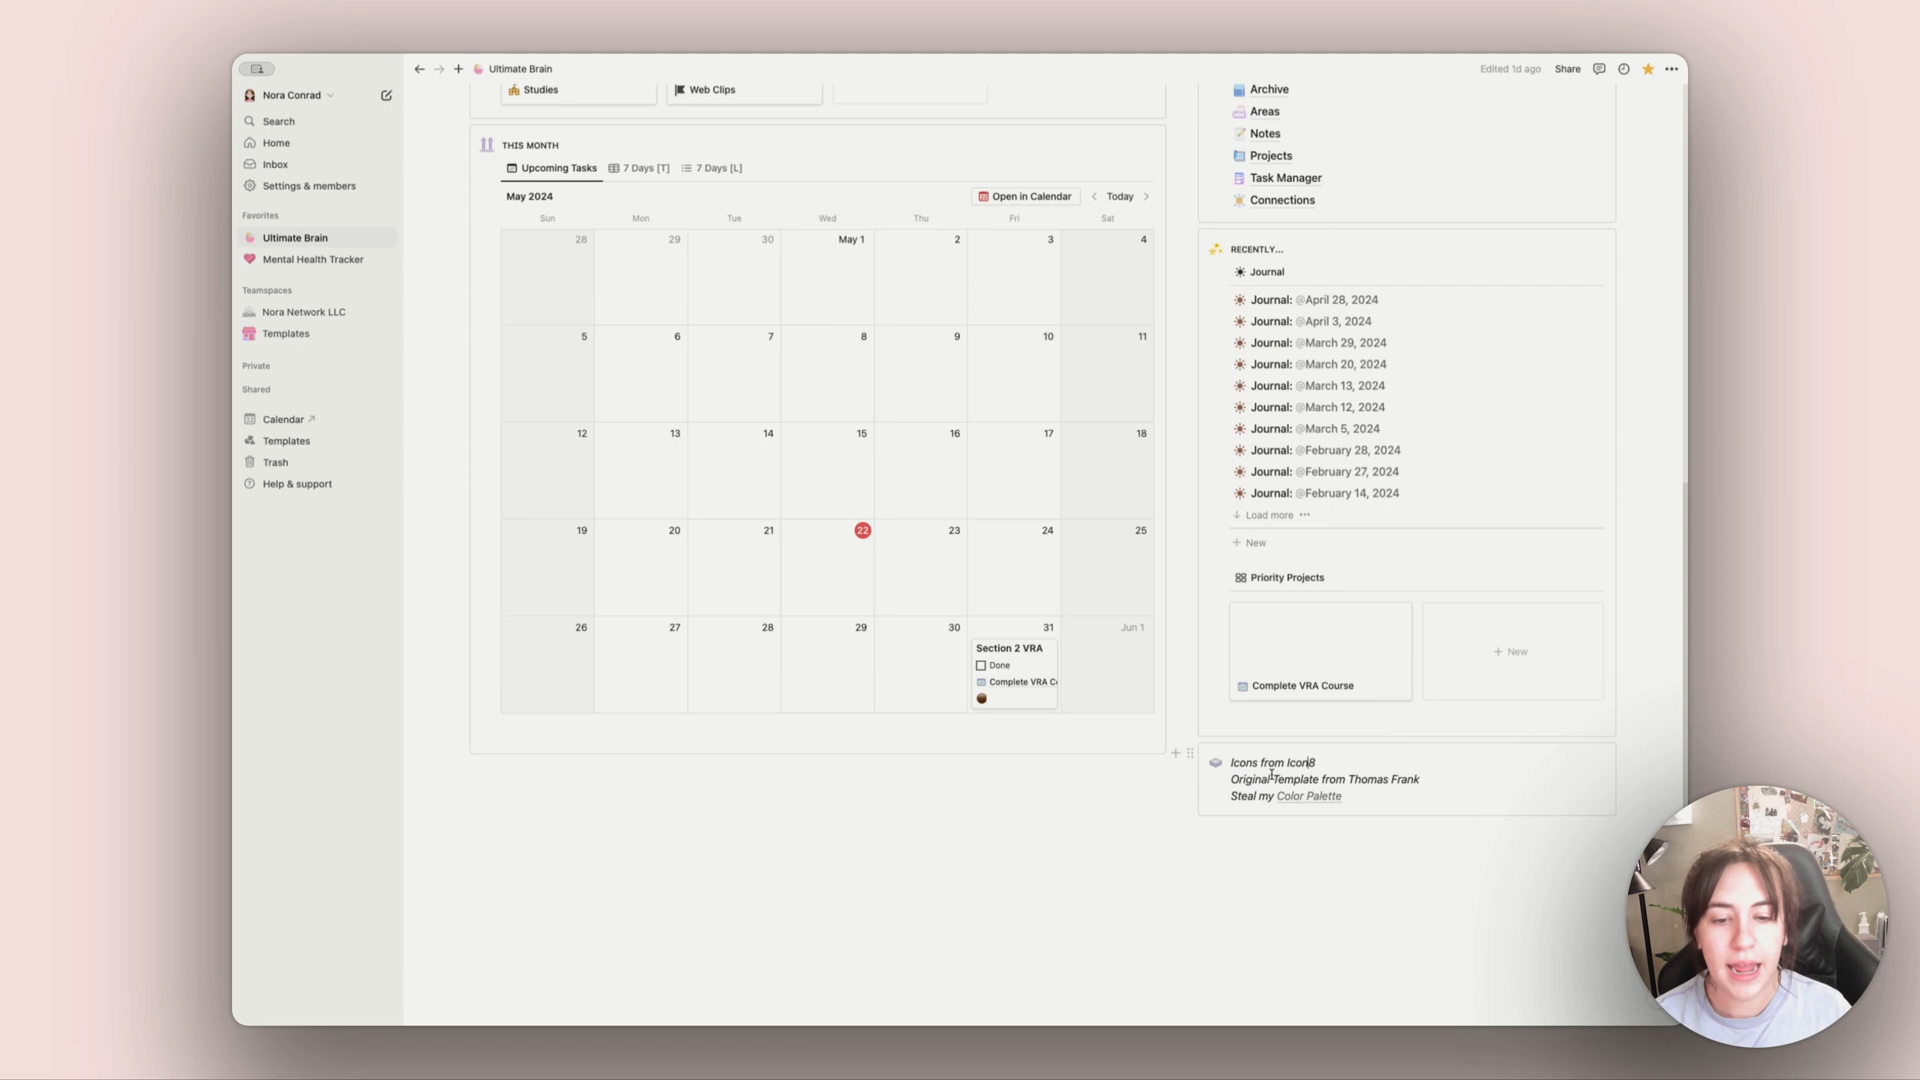 Ultimate Brain
Edited 1d ago
Share
Nora Conrad
Search
Home
Inbox
Settings & members
Favorites
Ultimate Brain
Mental Health Tracker
Teamspaces
Nora Network LLC
Templates
Private
Shared
Calendar
Templates
Trash
Help & support
Studies
Web Clips
THIS MONTH
Upcoming Tasks
7 Days [T]
7 Days [L]
May 2024
Open in Calendar
Today
Sun Mon Tue Wed Thu Fri Sat
28 29 30 May 1 2 3 4
5 6 7 8 9 10 11
12 13 14 15 16 17 18
19 20 21 22 23 24 25
26 27 28 29 30 31 Jun 1
Section 2 VRA
Done
Complete VRA Co
Archive
Areas
Notes
Projects
Task Manager
Connections
RECENTLY...
Journal
Journal: @April 28, 2024
Journal: @April 3, 2024
Journal: @March 29, 2024
Journal: @March 20, 2024
Journal: @March 13, 2024
Journal: @March 12, 2024
Journal: @March 5, 2024
Journal: @February 28, 2024
Journal: @February 27, 2024
Journal: @February 14, 2024
Load more
New
Priority Projects
Complete VRA Course
New
Icons from Icon8
Original Template from Thomas Frank
Steal my Color Palette